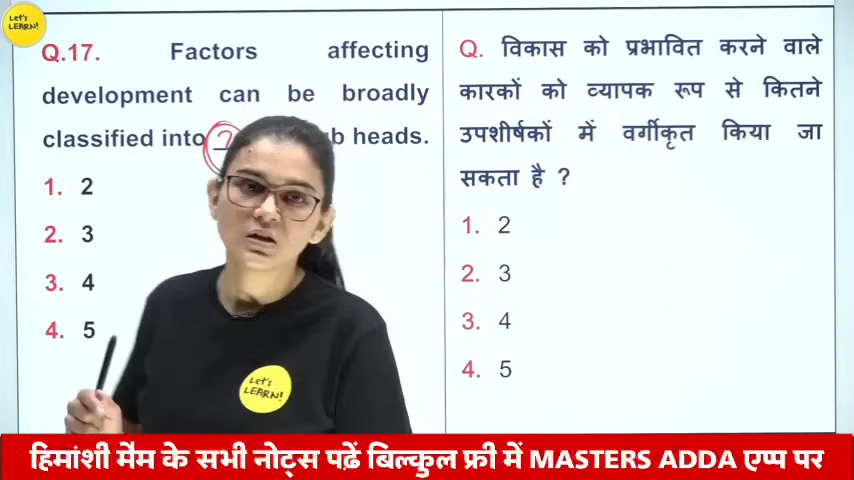 Let's
LEARN!
Q.17. Factors affecting
development can be broadly
classified into heads.
1. 2
2. 3
3. 4
4. 5
Q. विकास को प्रभावित करने वाले
कारकों को व्यापक रूप से कितने
उपशीर्षकों में वर्गीकृत किया जा
सकता है ?
1. 2
2. 3
3. 4
4. 5
Let's
LEARN!
हिमांशी मैम के सभी नोट्स पढ़ें बिल्कुल फ्री में MASTERS ADDA एप्प पर